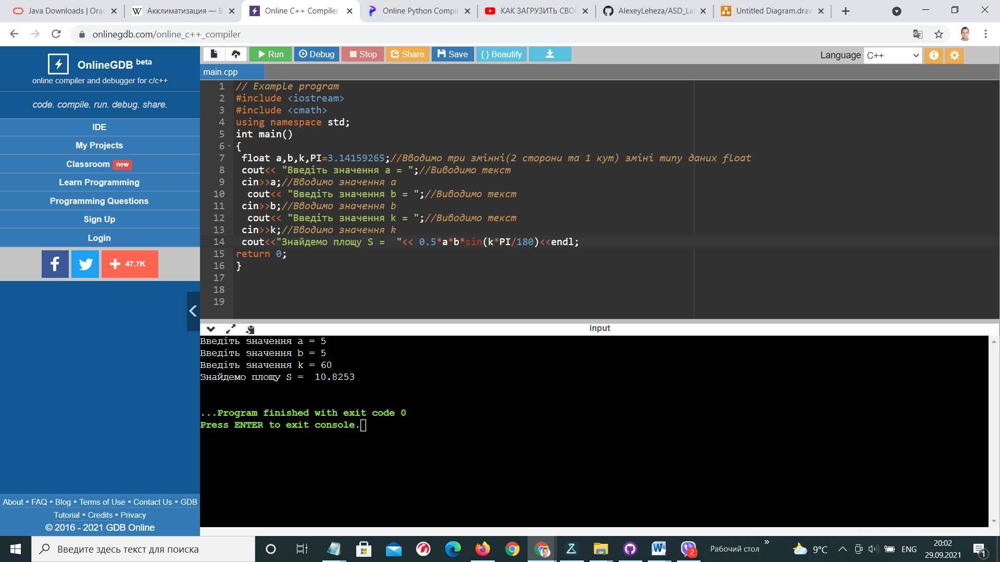 Java Downloads | Orac
Акклиматизация — В
Online C++ Compiler
Online Python Compil
КАК ЗАГРУЗИТЬ СВОЙ
AlexeyLeheza/ASD_Lab
Untitled Diagram.draw
onlinegdb.com/online_c++_compiler
OnlineGDB beta
online compiler and debugger for c/c++
code. compile. run. debug. share.
IDE
My Projects
Classroom new
Learn Programming
Programming Questions
Sign Up
Login
47.7K
About • FAQ • Blog • Terms of Use • Contact Us • GDB
Tutorial • Credits • Privacy
© 2016 - 2021 GDB Online
Run
Debug
Stop
Share
Save
{ } Beautify
Language C++
main.cpp
1 // Example program
2 #include <iostream>
3 #include <cmath>
4 using namespace std;
5 int main()
6 {
7 float a,b,k,PI=3.14159265;//Вводимо три змінні(2 сторони та 1 кут) зміні типу даних float
8 cout<< "Введіть значення a = ";//Виводимо текст
9 cin>>a;//Вводимо значення a
10 cout<< "Введіть значення b = ";//Виводимо текст
11 cin>>b;//Вводимо значення b
12 cout<< "Введіть значення k = ";//Виводимо текст
13 cin>>k;//Вводимо значення k
14 cout<<"Знайдемо площу S =  "<< 0.5*a*b*sin(k*PI/180)<<endl;
15 return 0;
16 }
17
18
19
input
Введіть значення a = 5
Введіть значення b = 5
Введіть значення k = 60
Знайдемо площу S =  10.8253
...Program finished with exit code 0
Press ENTER to exit console.
Введите здесь текст для поиска
2
Рабочий стол
9°C
ENG
20:02
29.09.2021
1